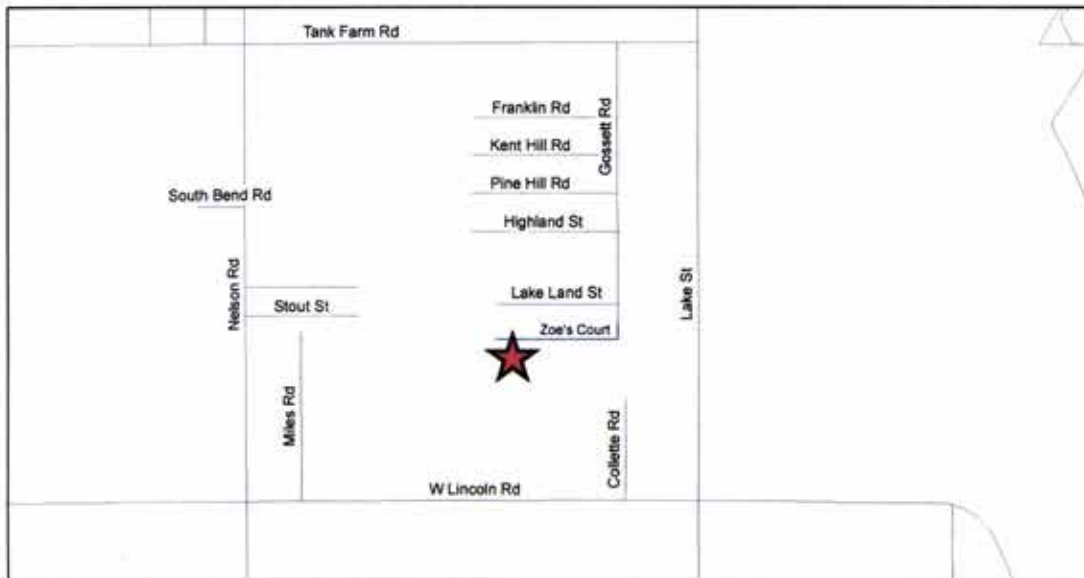 Tank Farm Rd
Franklin Rd
Gossett Rd
Kent Hill Rd
Pine Hill Rd
South Bend Rd
Highland St
Nelson Rd
Lake Land St
Lake St
Stout St
Zoe's Court
Miles Rd
Collette Rd
W Lincoln Rd